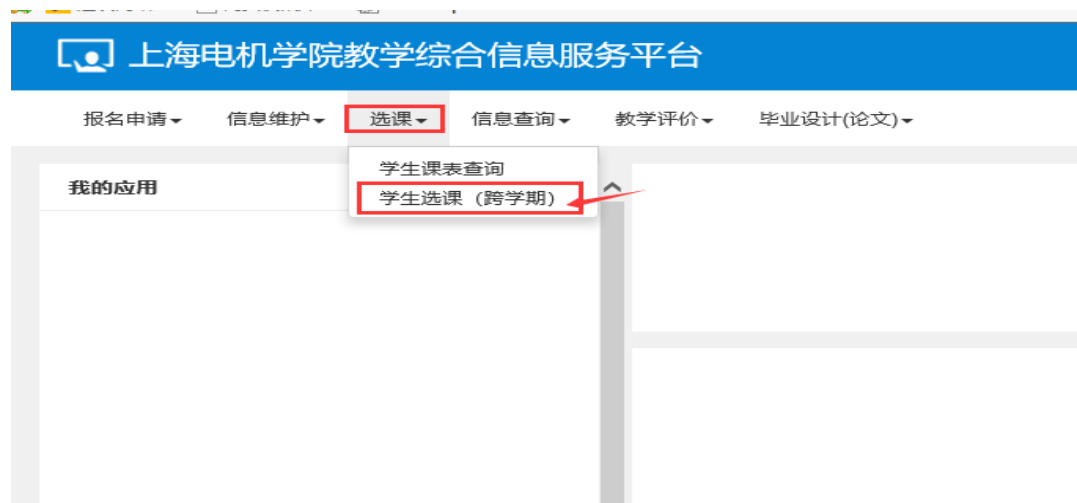 上海电机学院教学综合信息服务平台
报名申请 信息维护 选课 信息查询 教学评价 毕业设计(论文)
学生课表查询
我的应用
学生选课（跨学期）